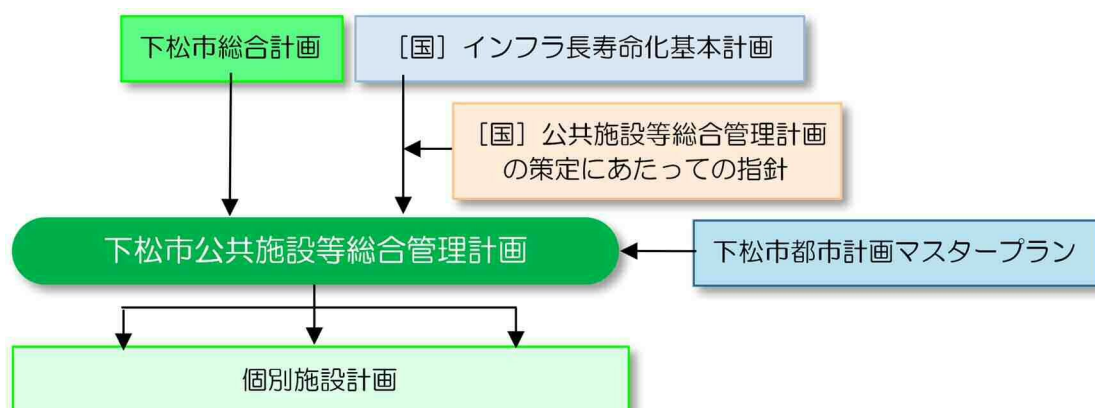 下松市総合計画
［国］インフラ長寿命化基本計画
［国］公共施設等総合管理計画
の策定にあたっての指針
下松市公共施設等総合管理計画
下松市都市計画マスタープラン
個別施設計画